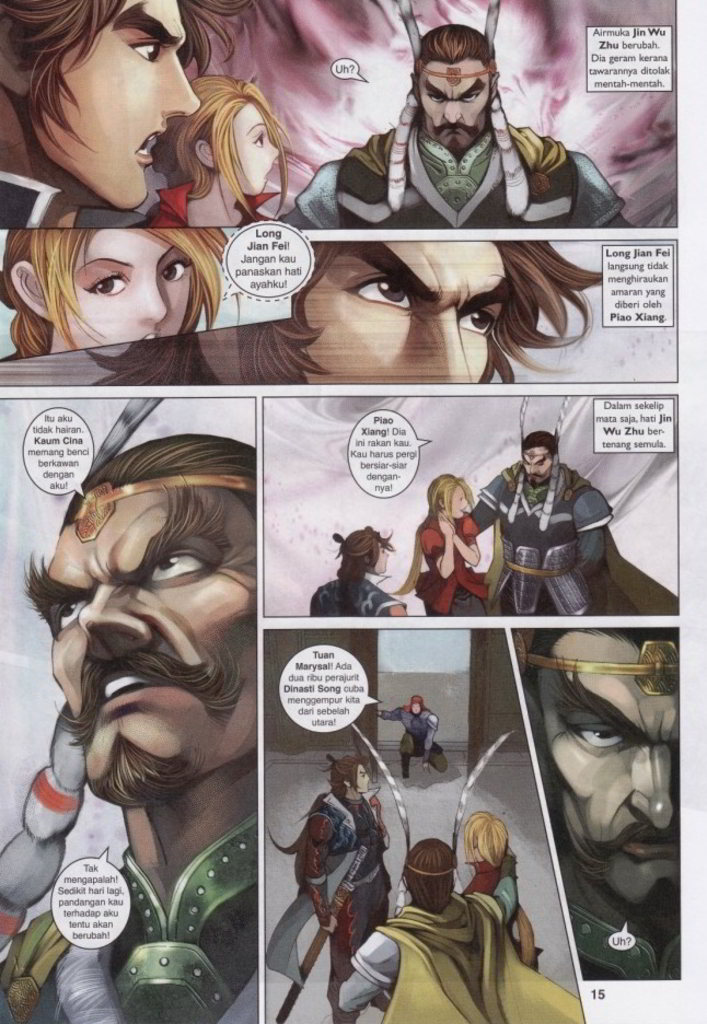 Uh?
Airmuka Jin Wu
Zhu berubah.
Dia geram kerana
tawarannya ditolak
mentah-mentah.
Long
Jian Fei!
Jangan kau
panaskan hati
ayahku!
Long Jian Fei
langsung tidak
menghiraukan
amaran yang
diberi oleh
Piao Xiang.
Itu aku
tidak hairan.
Kaum Cina
memang benci
berkawan
dengan
aku!
Tak
mengapalah!
Sedikit hari lagi,
pandangan kau
terhadap aku
tentu akan
berubah!
Piao
Xiang! Dia
ini rakan kau.
Kau harus pergi
bersiar-siar
dengan-
nya!
Dalam sekelip
mata saja, hati Jin
Wu Zhu ber-
tenang semula.
Tuan
Marysal! Ada
dua ribu perajurit
Dinasti Song cuba
menggempur kita
dari sebelah
utara!
Uh?
15